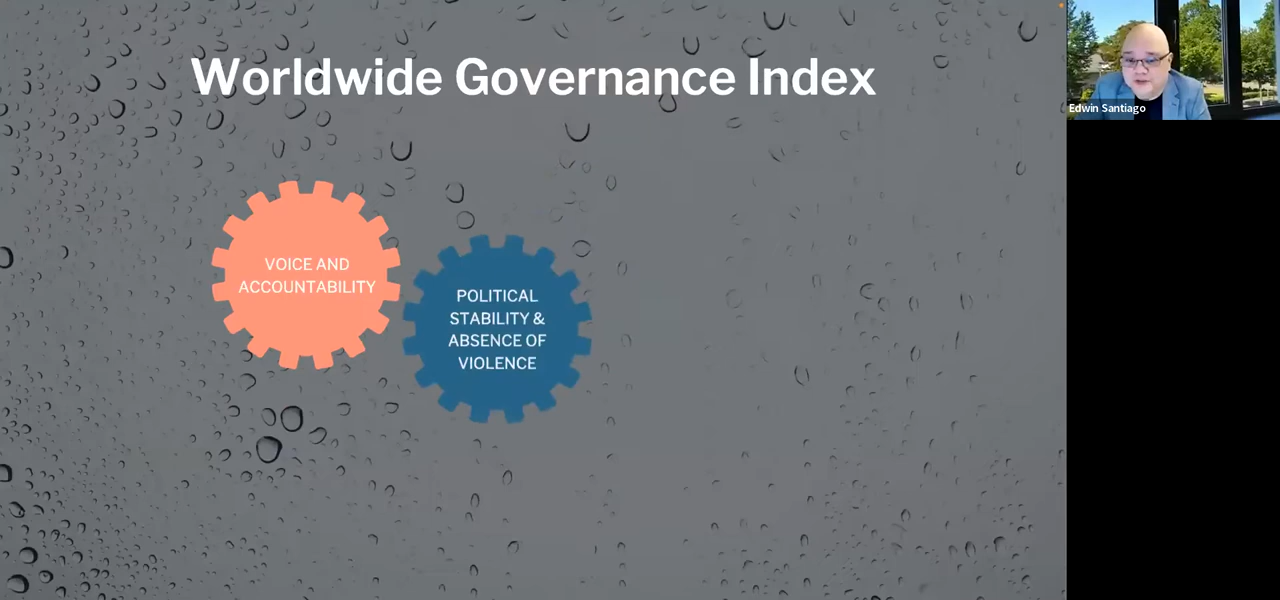 Worldwide Governance Index
Edwin Santiago
VOICE AND
ACCOUNTABILITY
POLITICAL
STABILITY &
ABSENCE OF
VIOLENCE